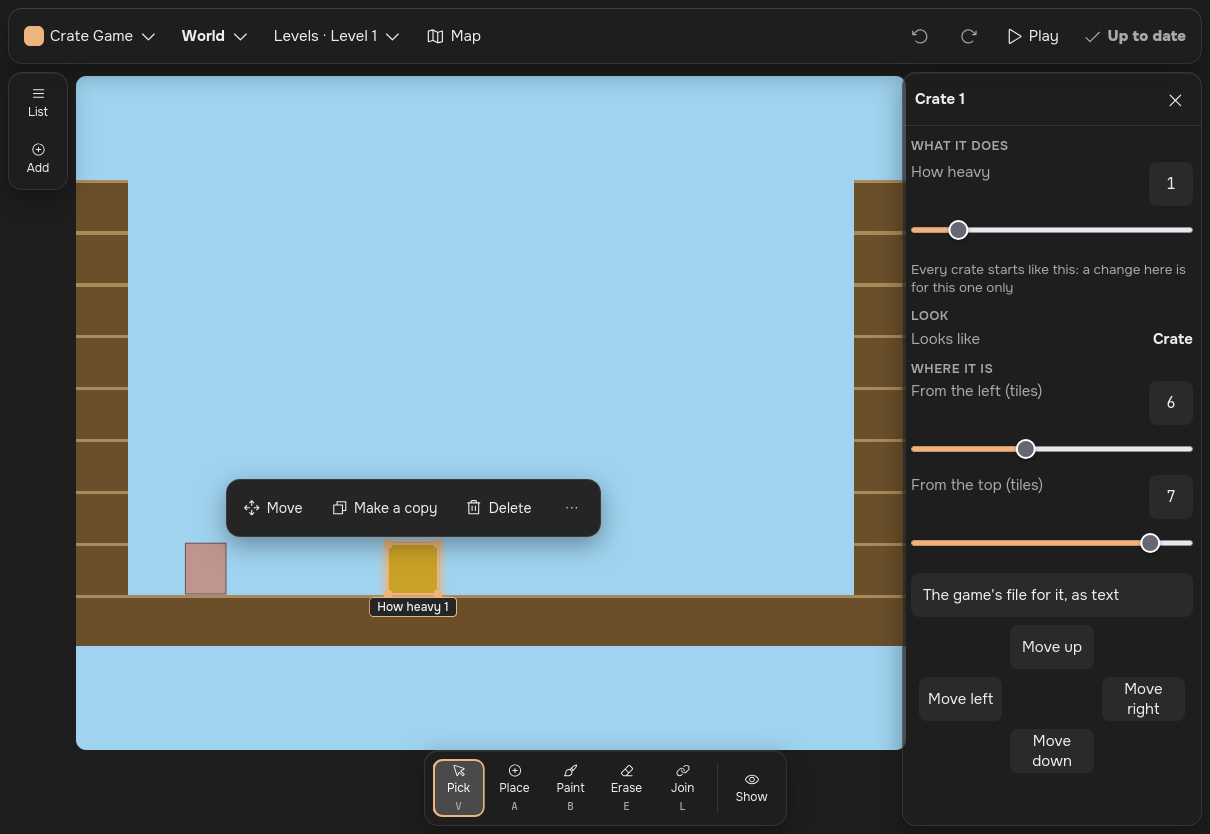 Crate Game
World
Levels · Level 1
Map
Play
Up to date
List
Add
Crate 1
WHAT IT DOES
How heavy
1
Every crate starts like this: a change here is
for this one only
LOOK
Looks like
Crate
WHERE IT IS
From the left (tiles)
6
From the top (tiles)
7
The game's file for it, as text
Move up
Move left
Move
right
Move
down
Move
Make a copy
Delete
...
How heavy 1
Pick
V
Place
A
Paint
B
Erase
E
Join
L
Show